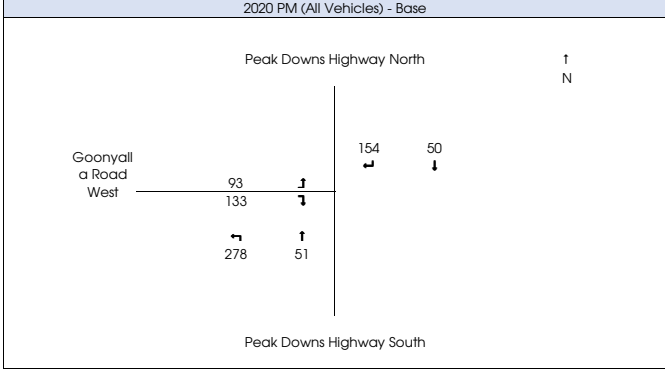 2020 PM (All Vehicles) - Base
Peak Downs Highway North
↑
N
154 50
Goonyall
a Road
West
93
133
278 51
Peak Downs Highway South